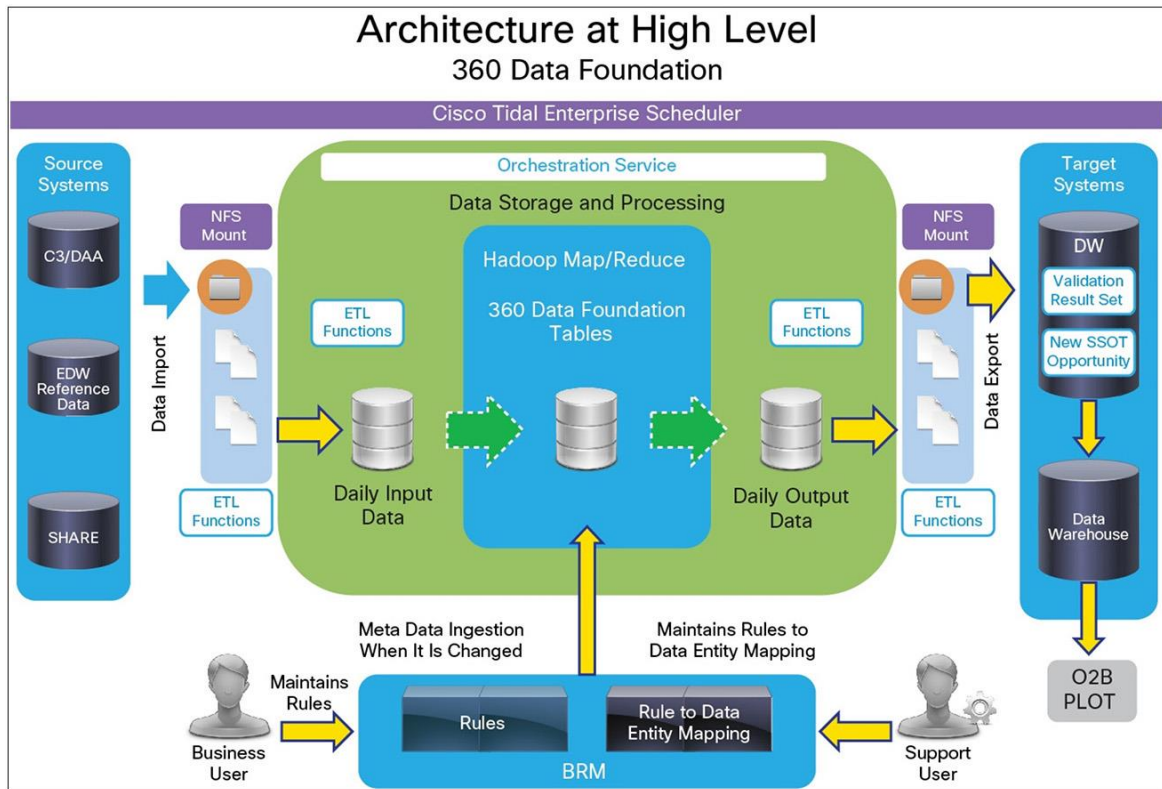 Architecture at High Level
360 Data Foundation
Cisco Tidal Enterprise Scheduler
Source
Systems
C3/DAA
EDW
Reference
Data
SHARE
Data Import
NFS
Mount
ETL
Functions
Orchestration Service
Data Storage and Processing
ETL
Functions
Daily Input
Data
Hadoop Map/Reduce
360 Data Foundation
Tables
ETL
Functions
Daily Output
Data
NFS
Mount
ETL
Functions
Data Export
Target
Systems
DW
Validation
Result Set
New SSOT
Opportunity
Data
Warehouse
O2B
PLOT
Meta Data Ingestion
When It Is Changed
Maintains Rules to
Data Entity Mapping
Business
User
Maintains
Rules
Rules
Rule to Data
Entity Mapping
BRM
Support
User